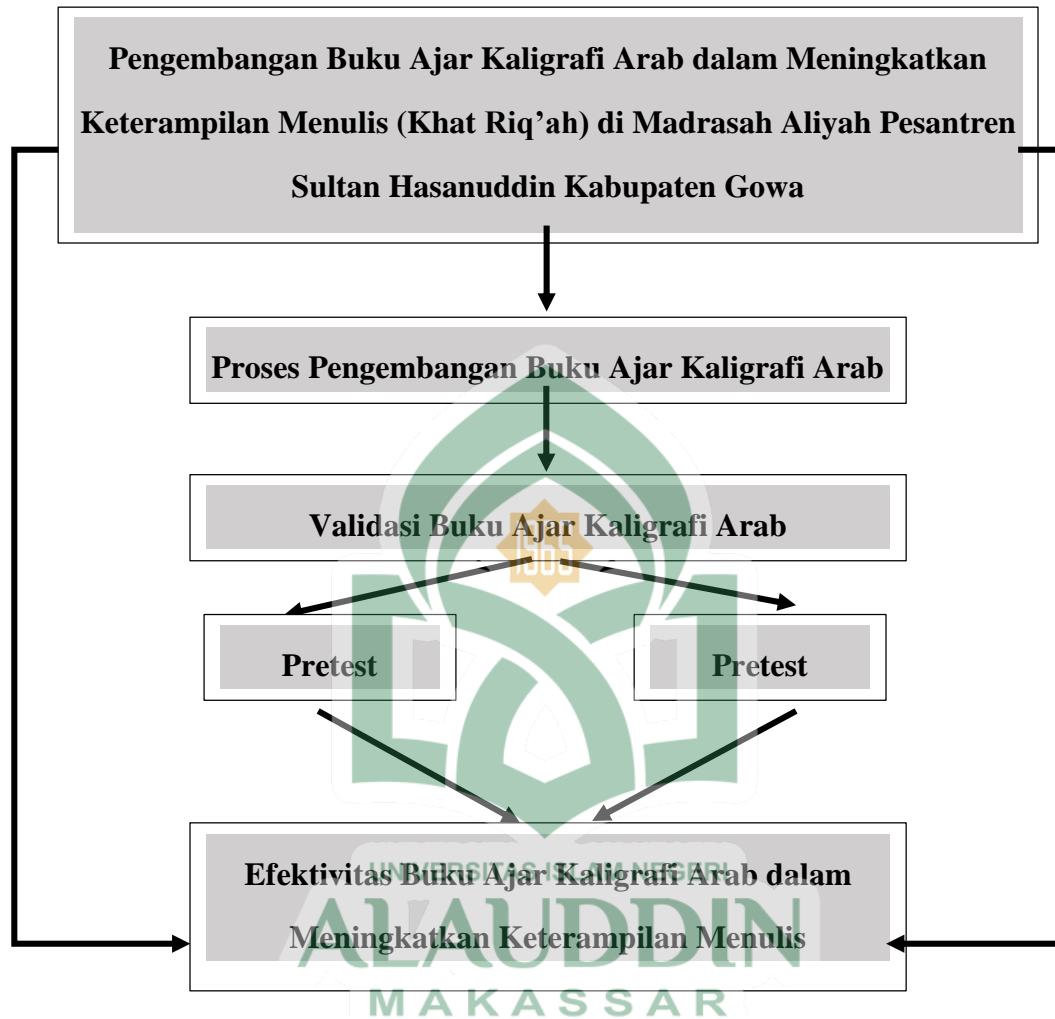 Pengembangan Buku Ajar Kaligrafi Arab dalam Meningkatkan
Keterampilan Menulis (Khat Riq’ah) di Madrasah Aliyah Pesantren
Sultan Hasanuddin Kabupaten Gowa
Proses Pengembangan Buku Ajar Kaligrafi Arab
Validasi Buku Ajar Kaligrafi Arab
1965
Pretest
Pretest
Efektivitas Buku Ajar Kaligrafi Arab dalam
UNIVERSITAS ISLAM NEGERI
Meningkatkan Keterampilan Menulis
ALAUDDIN
MAKASSAR